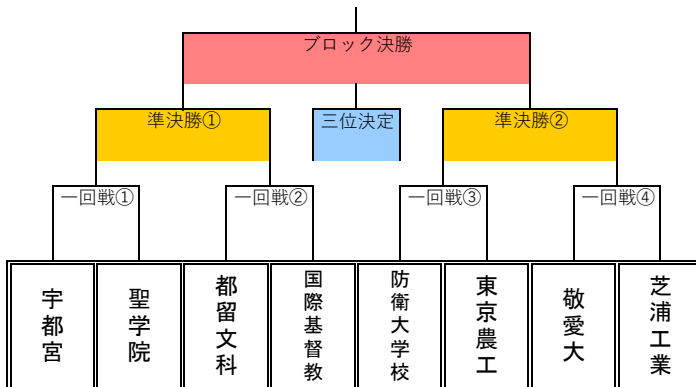 ブロック決勝
準決勝①
三位決定
準決勝②
一回戦①
一回戦②
一回戦③
一回戦④
宇都宮
聖学院
都留文科
国際基督教
防衛大学校
東京農工
敬愛大
芝浦工業